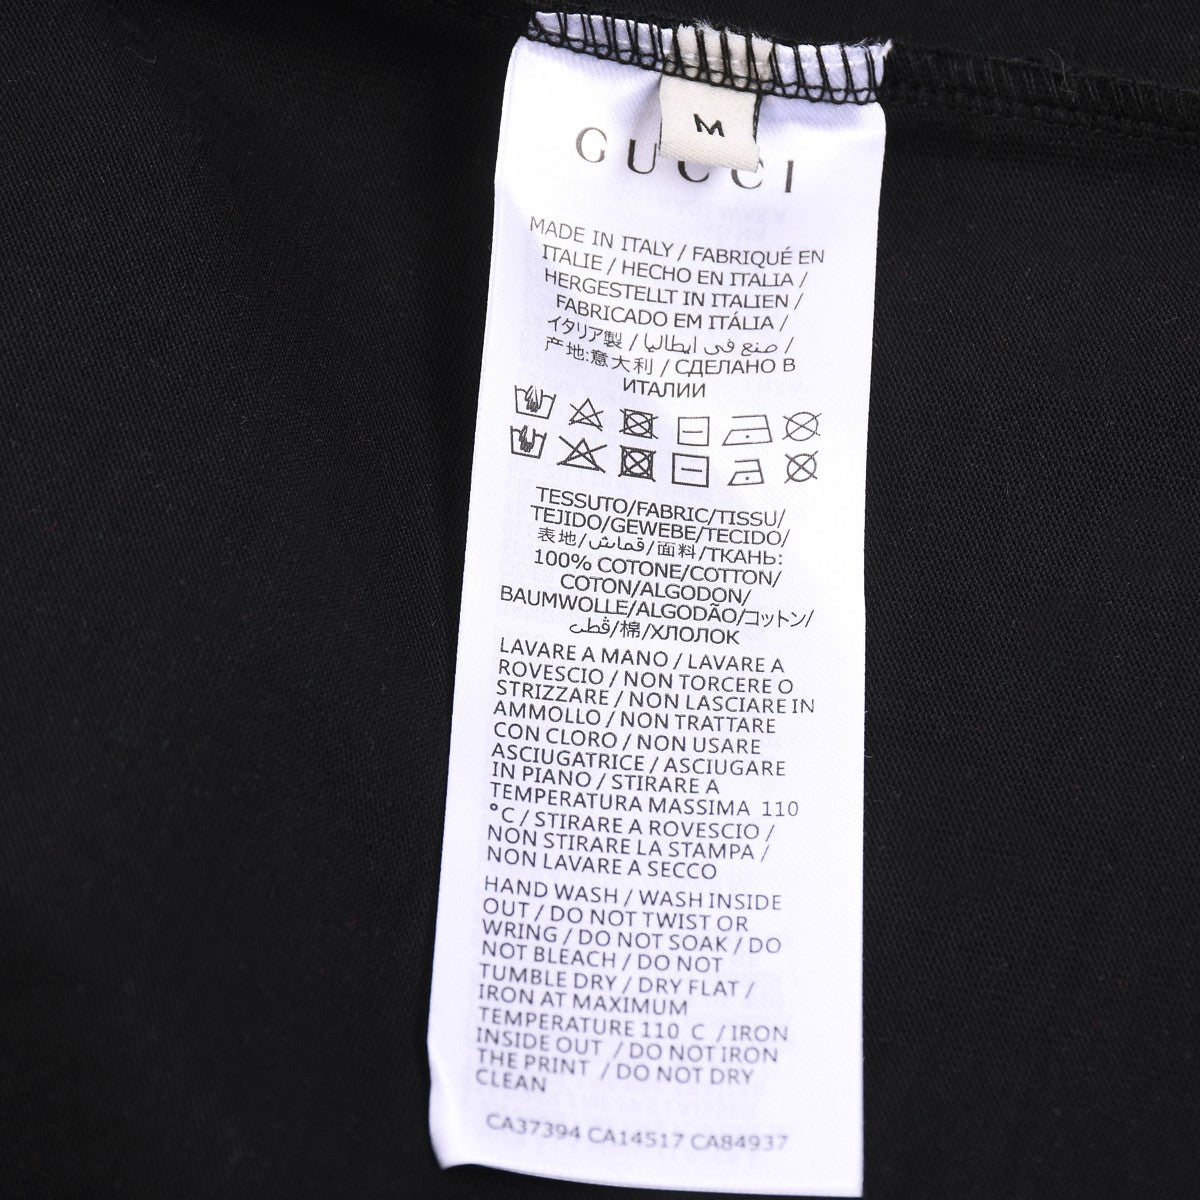 M
GUCCI
MADE IN ITALY / FABRIQUÉ EN
ITALIE / HECHO EN ITALIA /
HERGESTELLT IN ITALIEN /
FABRICADO EM ITÁLIA /
イタリア製 / صنع في ايطاليا /
产地:意大利 / СДЕЛАНО В
ИТАЛИИ
TESSUTO/FABRIC/TISSU/
TEJIDO/GEWEBE/TECIDO/
表地/قماش/面料/ТКАНЬ:
100% COTONE/COTTON/
COTON/ALGODON/
BAUMWOLLE/ALGODÃO/コットン/
قطن/棉/ХЛОЛОК
LAVARE A MANO / LAVARE A
ROVESCIO / NON TORCERE O
STRIZZARE / NON LASCIARE IN
AMMOLLO / NON TRATTARE
CON CLORO / NON USARE
ASCIUGATRICE / ASCIUGARE
IN PIANO / STIRARE A
TEMPERATURA MASSIMA 110
°C / STIRARE A ROVESCIO /
NON STIRARE LA STAMPA /
NON LAVARE A SECCO
HAND WASH / WASH INSIDE
OUT / DO NOT TWIST OR
WRING / DO NOT SOAK / DO
NOT BLEACH / DO NOT
TUMBLE DRY / DRY FLAT /
IRON AT MAXIMUM
TEMPERATURE 110 C / IRON
INSIDE OUT / DO NOT IRON
THE PRINT / DO NOT DRY
CLEAN
CA37394 CA14517 CA84937